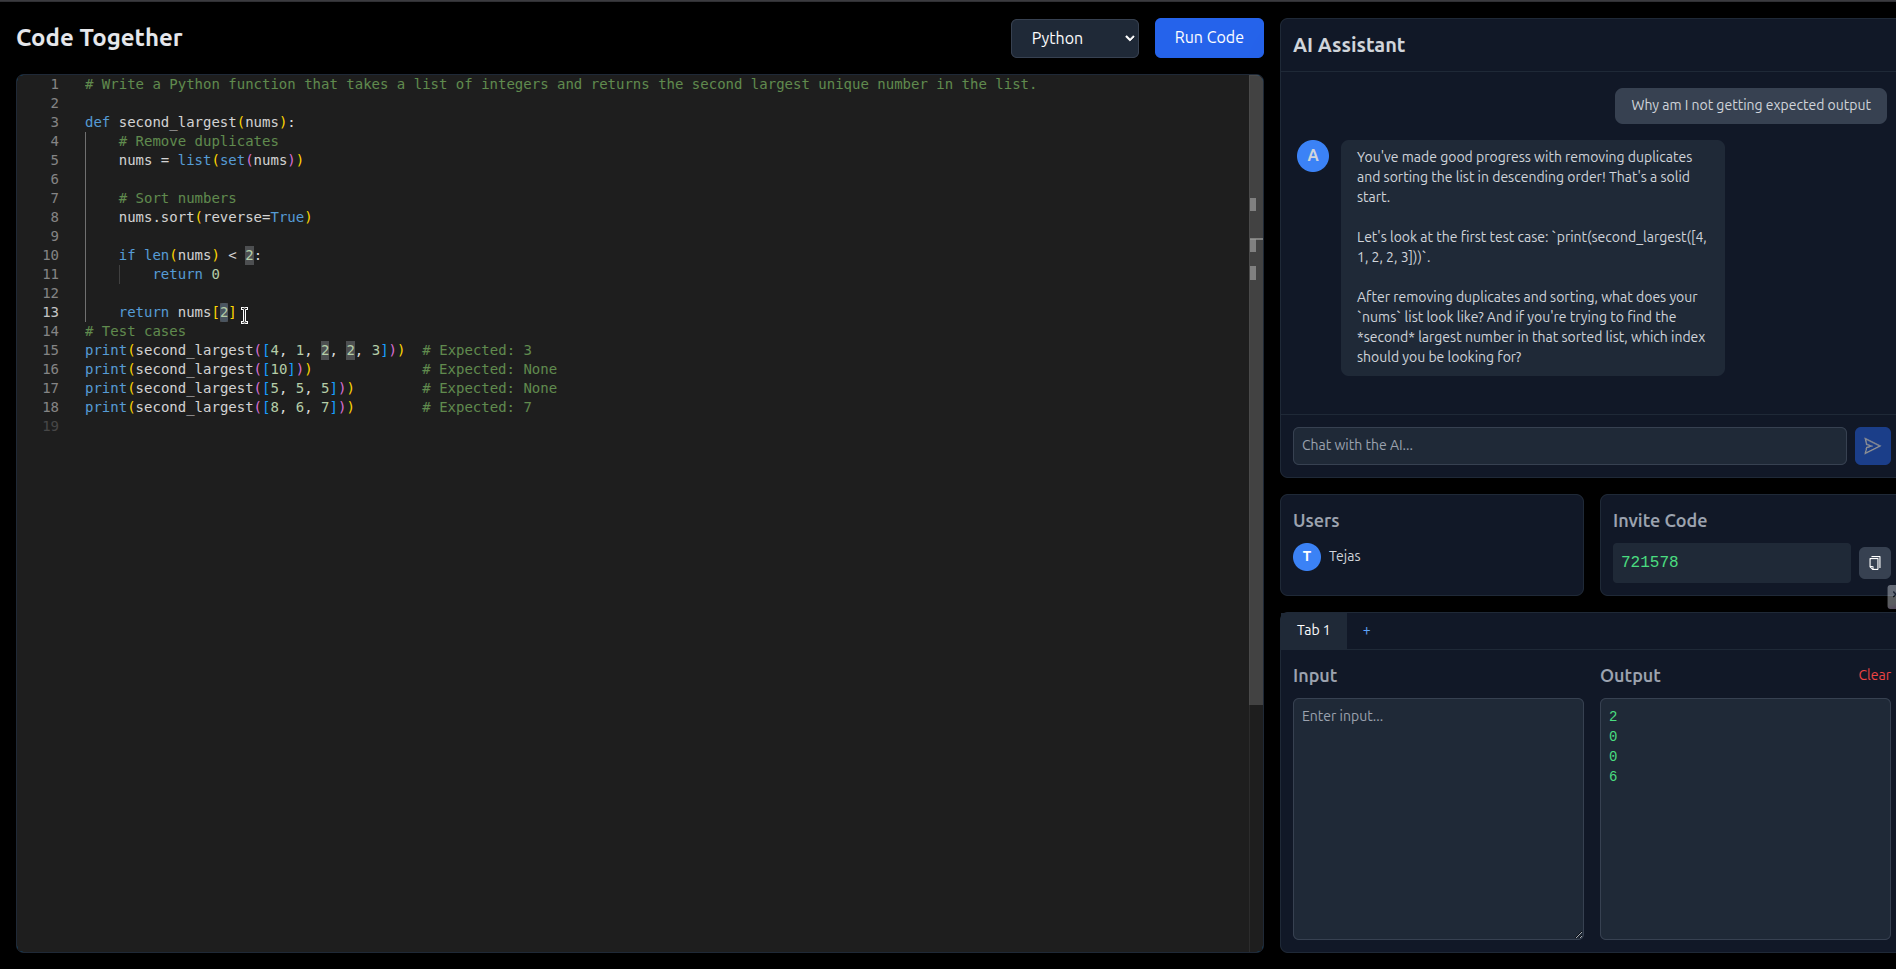 Code Together
Python
Run Code
1 # Write a Python function that takes a list of integers and returns the second largest unique number in the list.
2
3 def second_largest(nums):
4     # Remove duplicates
5     nums = list(set(nums))
6
7     # Sort numbers
8     nums.sort(reverse=True)
9
10     if len(nums) < 2:
11         return 0
12
13     return nums[2]
14 # Test cases
15 print(second_largest([4, 1, 2, 2, 3]))  # Expected: 3
16 print(second_largest([10]))             # Expected: None
17 print(second_largest([5, 5, 5]))        # Expected: None
18 print(second_largest([8, 6, 7]))        # Expected: 7
19
AI Assistant
Why am I not getting expected output
A
You've made good progress with removing duplicates
and sorting the list in descending order! That's a solid
start.
Let's look at the first test case: `print(second_largest([4,
1, 2, 2, 3]))`.
After removing duplicates and sorting, what does your
`nums` list look like? And if you're trying to find the
*second* largest number in that sorted list, which index
should you be looking for?
Chat with the AI...
Users
T Tejas
Invite Code
721578
Tab 1 +
Input
Enter input...
Output
Clear
2
0
0
6